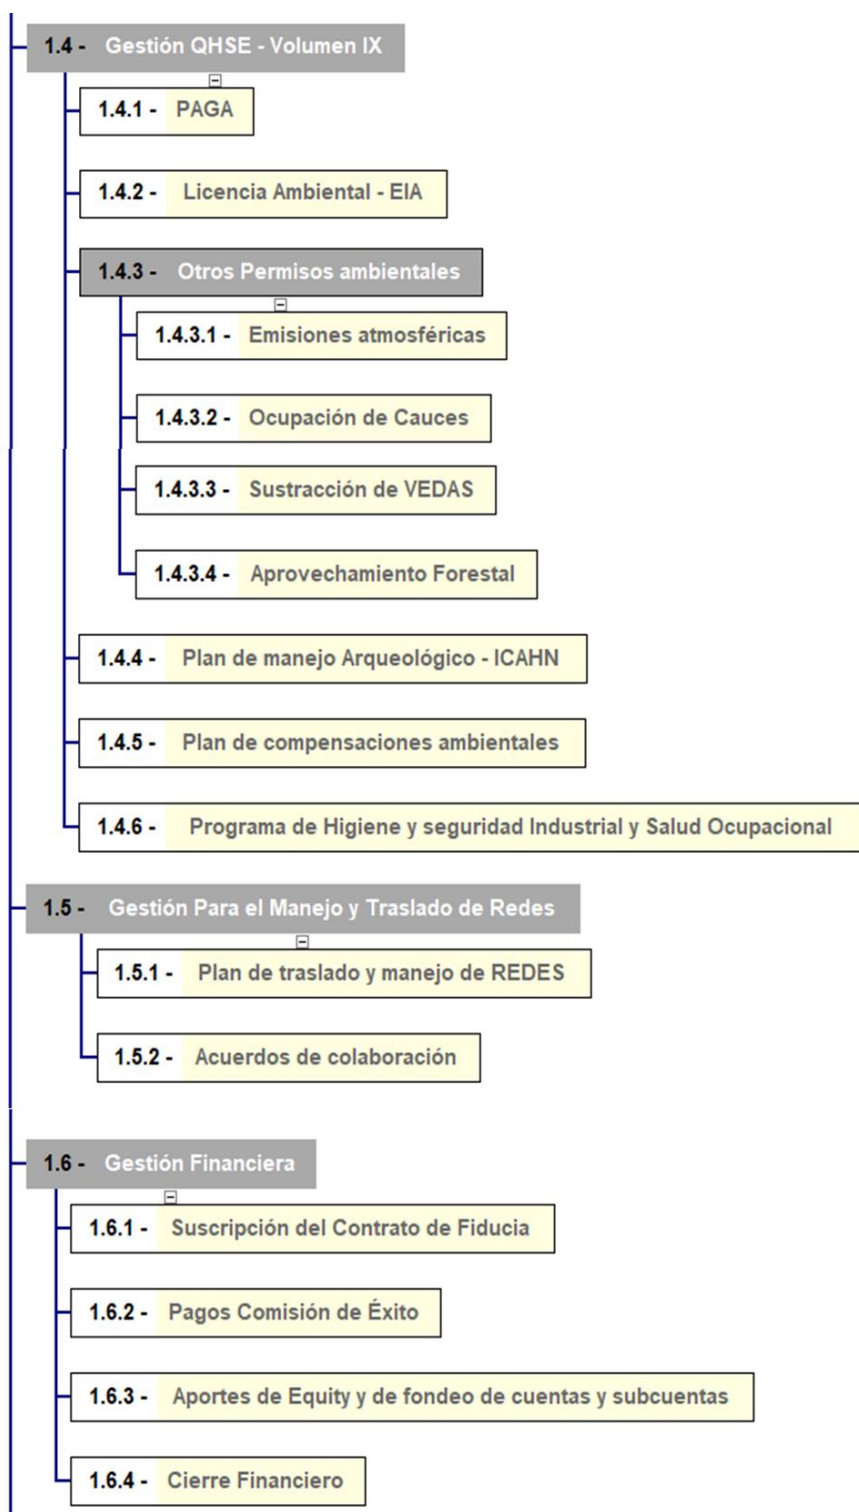 1.4 - Gestión QHSE - Volumen IX
1.4.1 - PAGA
1.4.2 - Licencia Ambiental - EIA
1.4.3 - Otros Permisos ambientales
1.4.3.1 - Emisiones atmosféricas
1.4.3.2 - Ocupación de Cauces
1.4.3.3 - Sustracción de VEDAS
1.4.3.4 - Aprovechamiento Forestal
1.4.4 - Plan de manejo Arqueológico - ICAHN
1.4.5 - Plan de compensaciones ambientales
1.4.6 - Programa de Higiene y seguridad Industrial y Salud Ocupacional
1.5 - Gestión Para el Manejo y Traslado de Redes
1.5.1 - Plan de traslado y manejo de REDES
1.5.2 - Acuerdos de colaboración
1.6 - Gestión Financiera
1.6.1 - Suscripción del Contrato de Fiducia
1.6.2 - Pagos Comisión de Éxito
1.6.3 - Aportes de Equity y de fondeo de cuentas y subcuentas
1.6.4 - Cierre Financiero